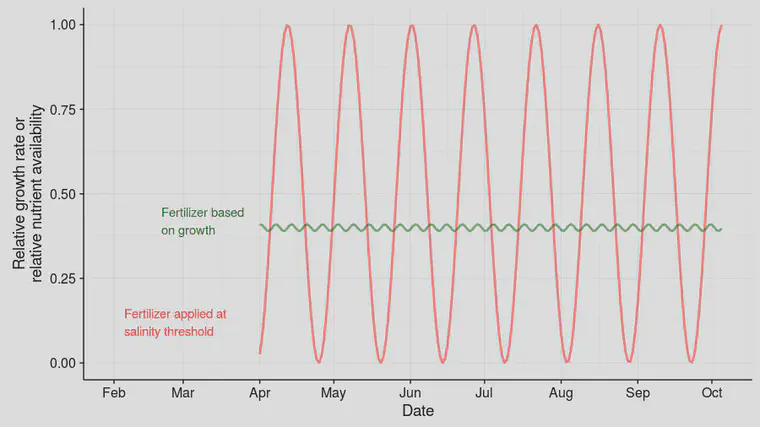 Relative growth rate or
relative nutrient availability
1.00
0.75
0.50
0.25
0.00
Fertilizer based
on growth
Fertilizer applied at
salinity threshold
Feb Mar Apr May Jun Jul Aug Sep Oct
Date